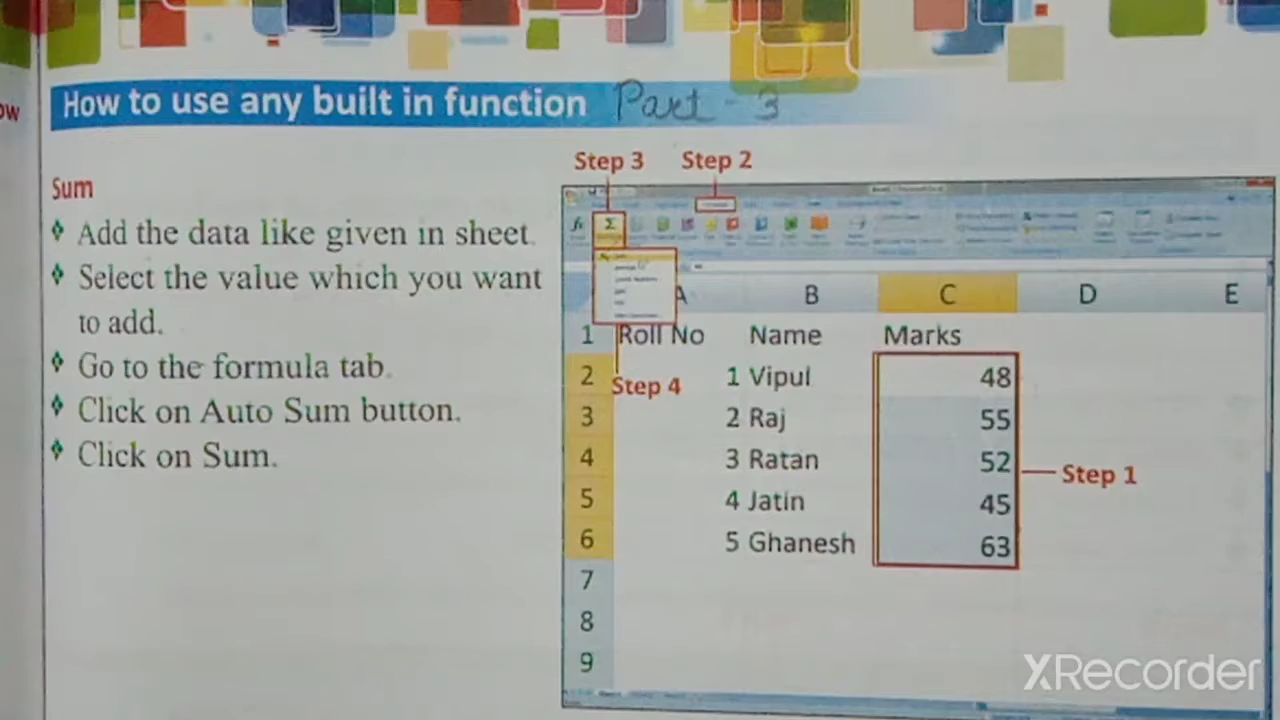 ow
How to use any built in function Part - 3
Sum
Add the data like given in sheet.
Select the value which you want
to add.
Go to the formula tab.
Click on Auto Sum button.
Click on Sum.
Step 3 Step 2
fx Σ
A B C D E
1 Roll No Name Marks
2 1 Vipul 48
Step 4
3 2 Raj 55
4 3 Ratan 52
Step 1
5 4 Jatin 45
6 5 Ghanesh 63
7
8
9
XRecorder